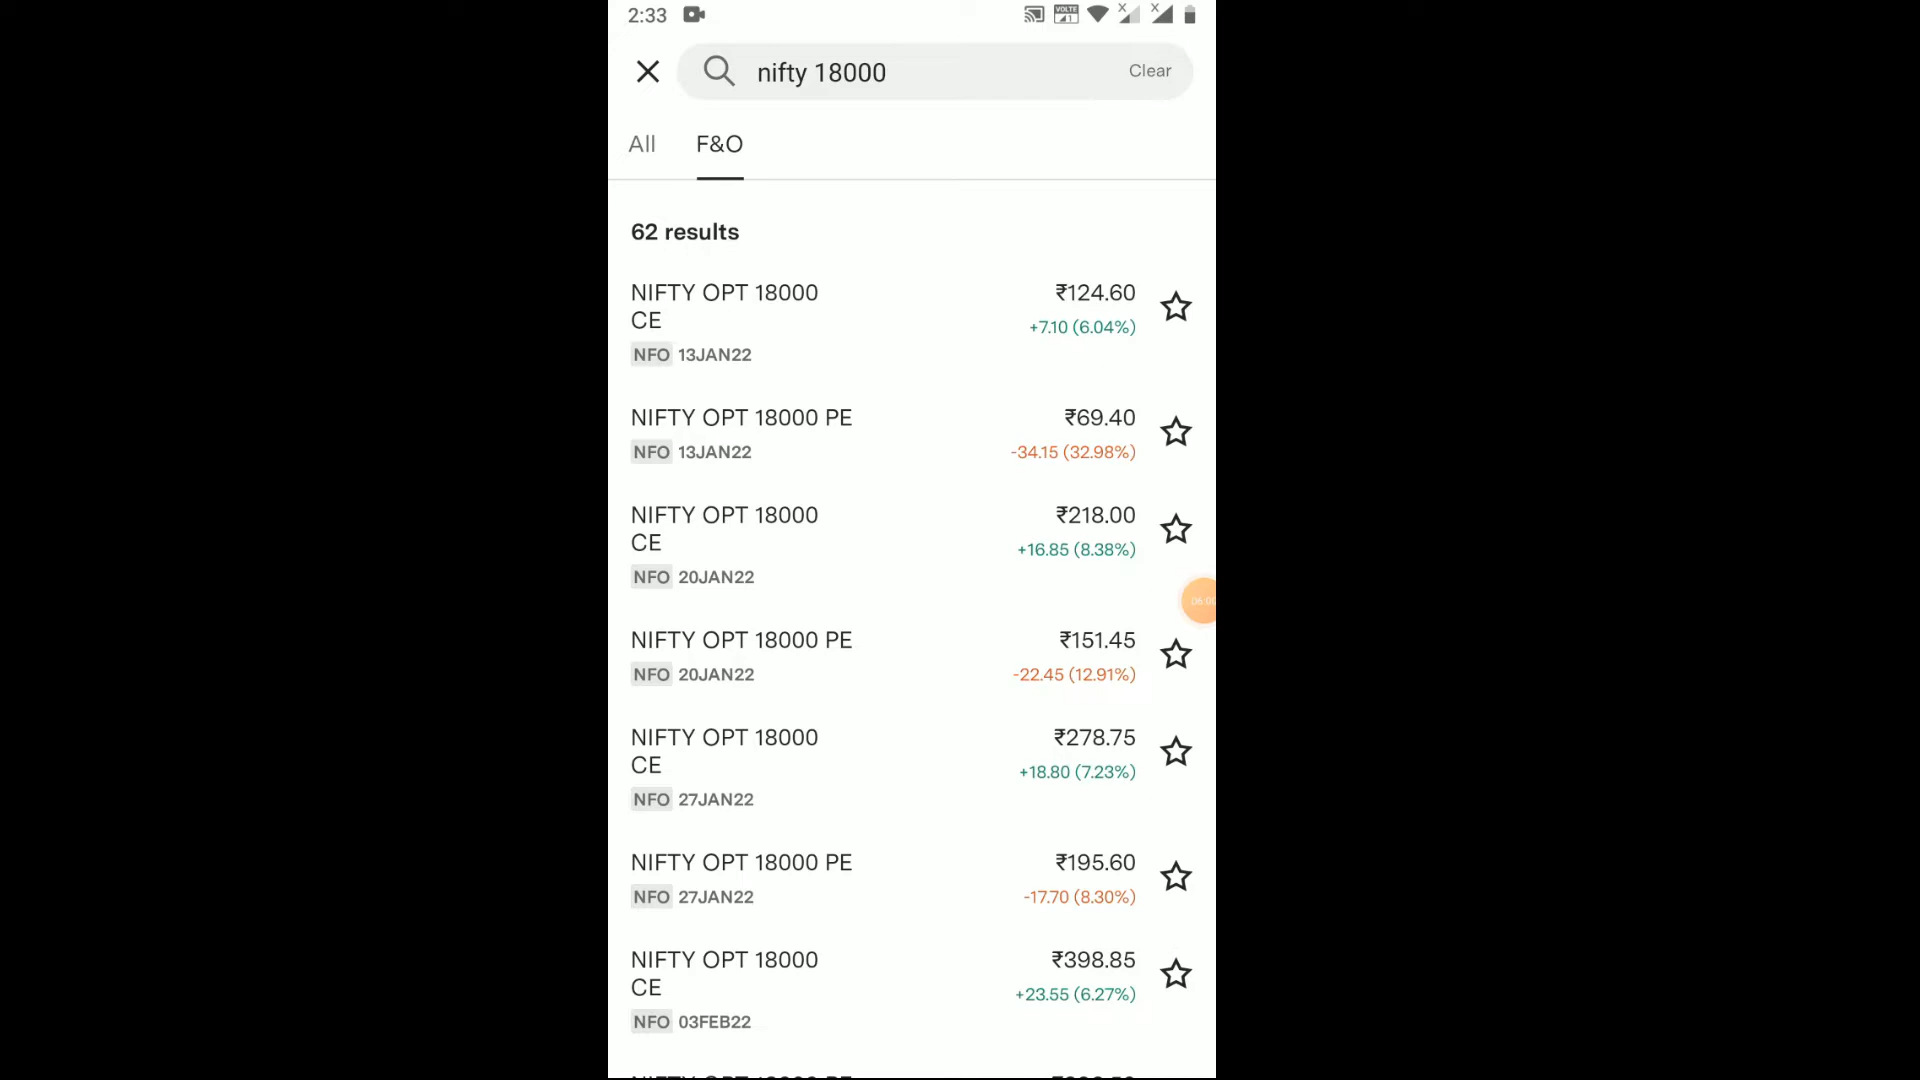 2:33
VOLTE
1
nifty 18000
Clear
All F&O
62 results
NIFTY OPT 18000 CE
₹124.60
+7.10 (6.04%)
NFO 13JAN22
NIFTY OPT 18000 PE
₹69.40
-34.15 (32.98%)
NFO 13JAN22
NIFTY OPT 18000 CE
₹218.00
+16.85 (8.38%)
NFO 20JAN22
NIFTY OPT 18000 PE
₹151.45
-22.45 (12.91%)
NFO 20JAN22
NIFTY OPT 18000 CE
₹278.75
+18.80 (7.23%)
NFO 27JAN22
NIFTY OPT 18000 PE
₹195.60
-17.70 (8.30%)
NFO 27JAN22
NIFTY OPT 18000 CE
₹398.85
+23.55 (6.27%)
NFO 03FEB22